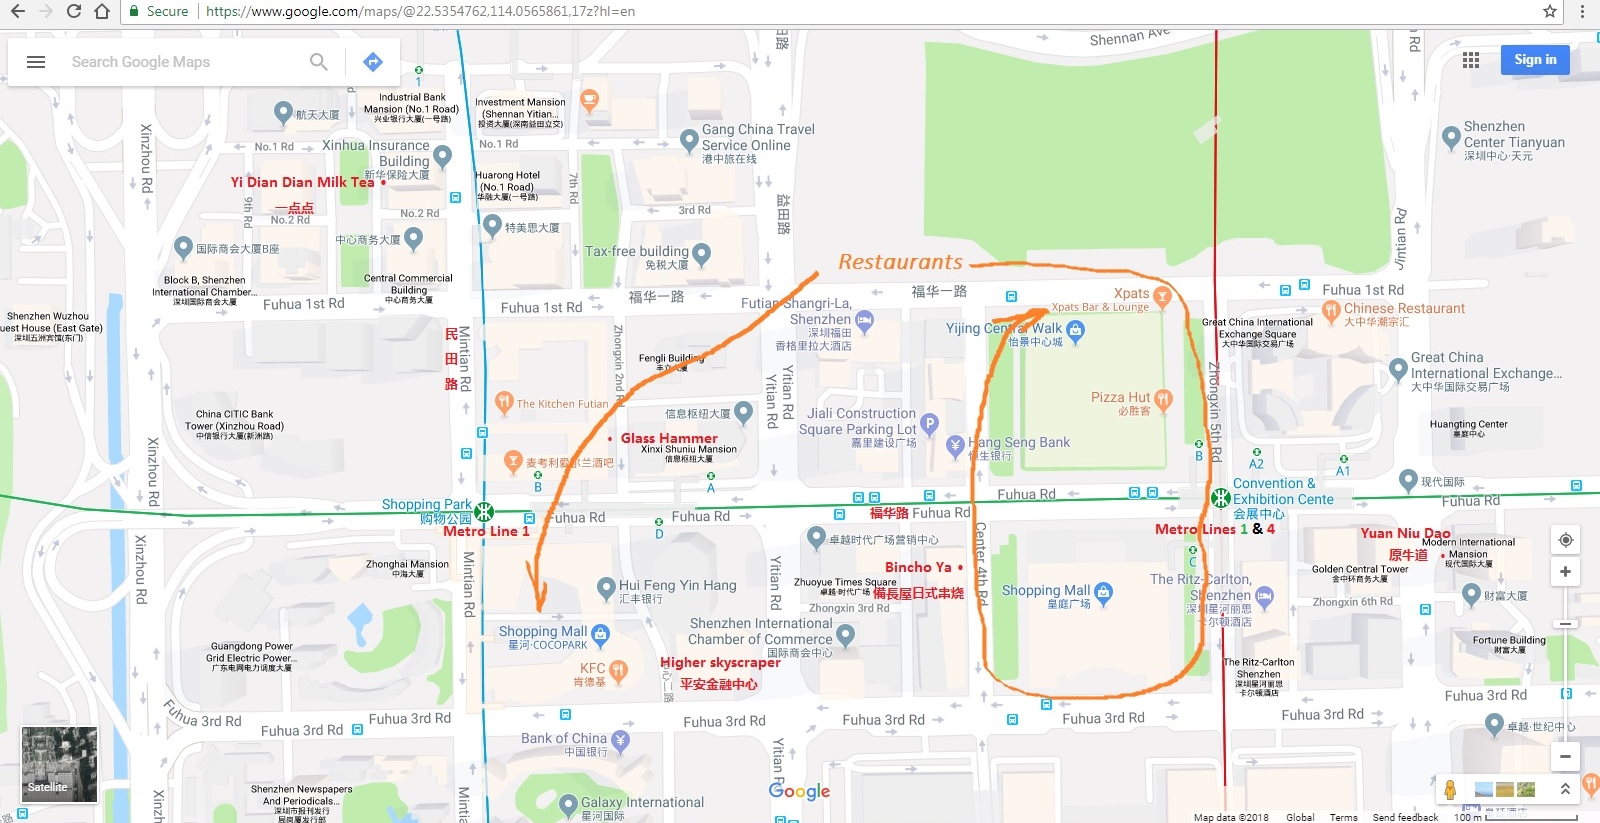 Secure
https://www.google.com/maps/@22.5354762,114.0565861,17z?hl=en
Search Google Maps
Sign in
Shennan Ave
Jintian Rd
Xinzhou Rd
航天大厦
Industrial Bank
Mansion (No.1 Road)
兴业银行大厦(一号路)
Investment Mansion
(Shennan Yitian...
投资大厦(深南益田立交)
Gang China Travel
Service Online
港中旅在线
Shenzhen
Center Tianyuan
深圳中心·天元
No.1 Rd
No.1 Rd
Xinhua Insurance
Building
新华保险大厦
Huarong Hotel
(No.1 Road)
华融大厦(一号路)
7th Rd
Yi Dian Dian Milk Tea
一点点
9th Rd
No.2 Rd
No.2 Rd
3rd Rd
益田路
特美思大厦
国际商会大厦B座
中心商务大厦
Tax-free building
免税大厦
Restaurants
Block B, Shenzhen
International Chamber...
深圳国际商会大厦
Central Commercial
Building
中心商务大厦
Fuhua 1st Rd
Fuhua 1st Rd
福华一路
福华一路
Fuhua 1st Rd
Shenzhen Wuzhou
uest House (East Gate)
深圳五洲宾馆(东门)
民田路
Mintian Rd
Zhongxin 2nd Rd
Futian Shangri-La,
Shenzhen
深圳福田
香格里拉大酒店
Xpats
Xpats Bar & Lounge
Yijing Central Walk
怡景中心城
Great China International
Exchange Square
大中华国际交易广场
Chinese Restaurant
大中华潮宗汇
Fengli Building
丰立大厦
Great China
International Exchange...
大中华国际交易广场
Yitian Rd
Yitian Rd
Zhongxin 5th Rd
The Kitchen Futian
信息枢纽大厦
Pizza Hut
必胜客
China CITIC Bank
Tower (Xinzhou Road)
中信银行大厦(新洲路)
Jiali Construction
Square Parking Lot
嘉里建设广场
Hang Seng Bank
恒生银行
Huangting Center
皇庭中心
Glass Hammer
Xinxi Shuniu Mansion
信息枢纽大厦
麦考利爱尔兰酒吧
Xinzhou Rd
B
A
B
A2
A1
Shopping Park
购物公园
Metro Line 1
Fuhua Rd
Fuhua Rd
福华路
Fuhua Rd
Fuhua Rd
Convention &
Exhibition Cente
会展中心
现代国际
Fuhua Rd
D
Metro Lines 1 & 4
C
Yuan Niu Dao
原牛道
Modern International
Mansion
现代国际大厦
Center 4th Rd
卓越时代广场营销中心
Bincho Ya
備長屋日式串烧
Zhonghai Mansion
中海大厦
Golden Central Tower
金中环商务大厦
Hui Feng Yin Hang
汇丰银行
Zhuoyue Times Square
卓越·时代广场
Zhongxin 3rd Rd
Shopping Mall
皇庭广场
The Ritz-Carlton,
Shenzhen
深圳星河丽思
卡尔顿酒店
Zhongxin 6th Rd
财富大厦
Xinzhou Rd
Mintian Rd
Yitian Rd
Shopping Mall
星河·COCOPARK
Shenzhen International
Chamber of Commerce
国际商会中心
Fortune Building
财富大厦
Guangdong Power
Grid Electric Power...
广东电网电力调度大厦
KFC
肯德基
Higher skyscraper
平安金融中心
The Ritz-Carlton
Shenzhen
深圳星河丽思
卡尔顿酒店
Fuhua 3rd Rd
Fuhua 3rd Rd
Fuhua 3rd Rd
Fuhua 3rd Rd
Fuhua 3rd Rd
Fuhua 3rd Rd
Fuhua 3rd Rd
卓越·世纪中心
Bank of China
中国银行
Yitian Rd
Satellite
Shenzhen Newspapers
And Periodicals...
深圳市报刊发行
局岗厦发行部
Xinzhou Rd
Mintian Rd
Galaxy International
星河国际
Google
Map data ©2018
Global
Terms
Send feedback
100 m